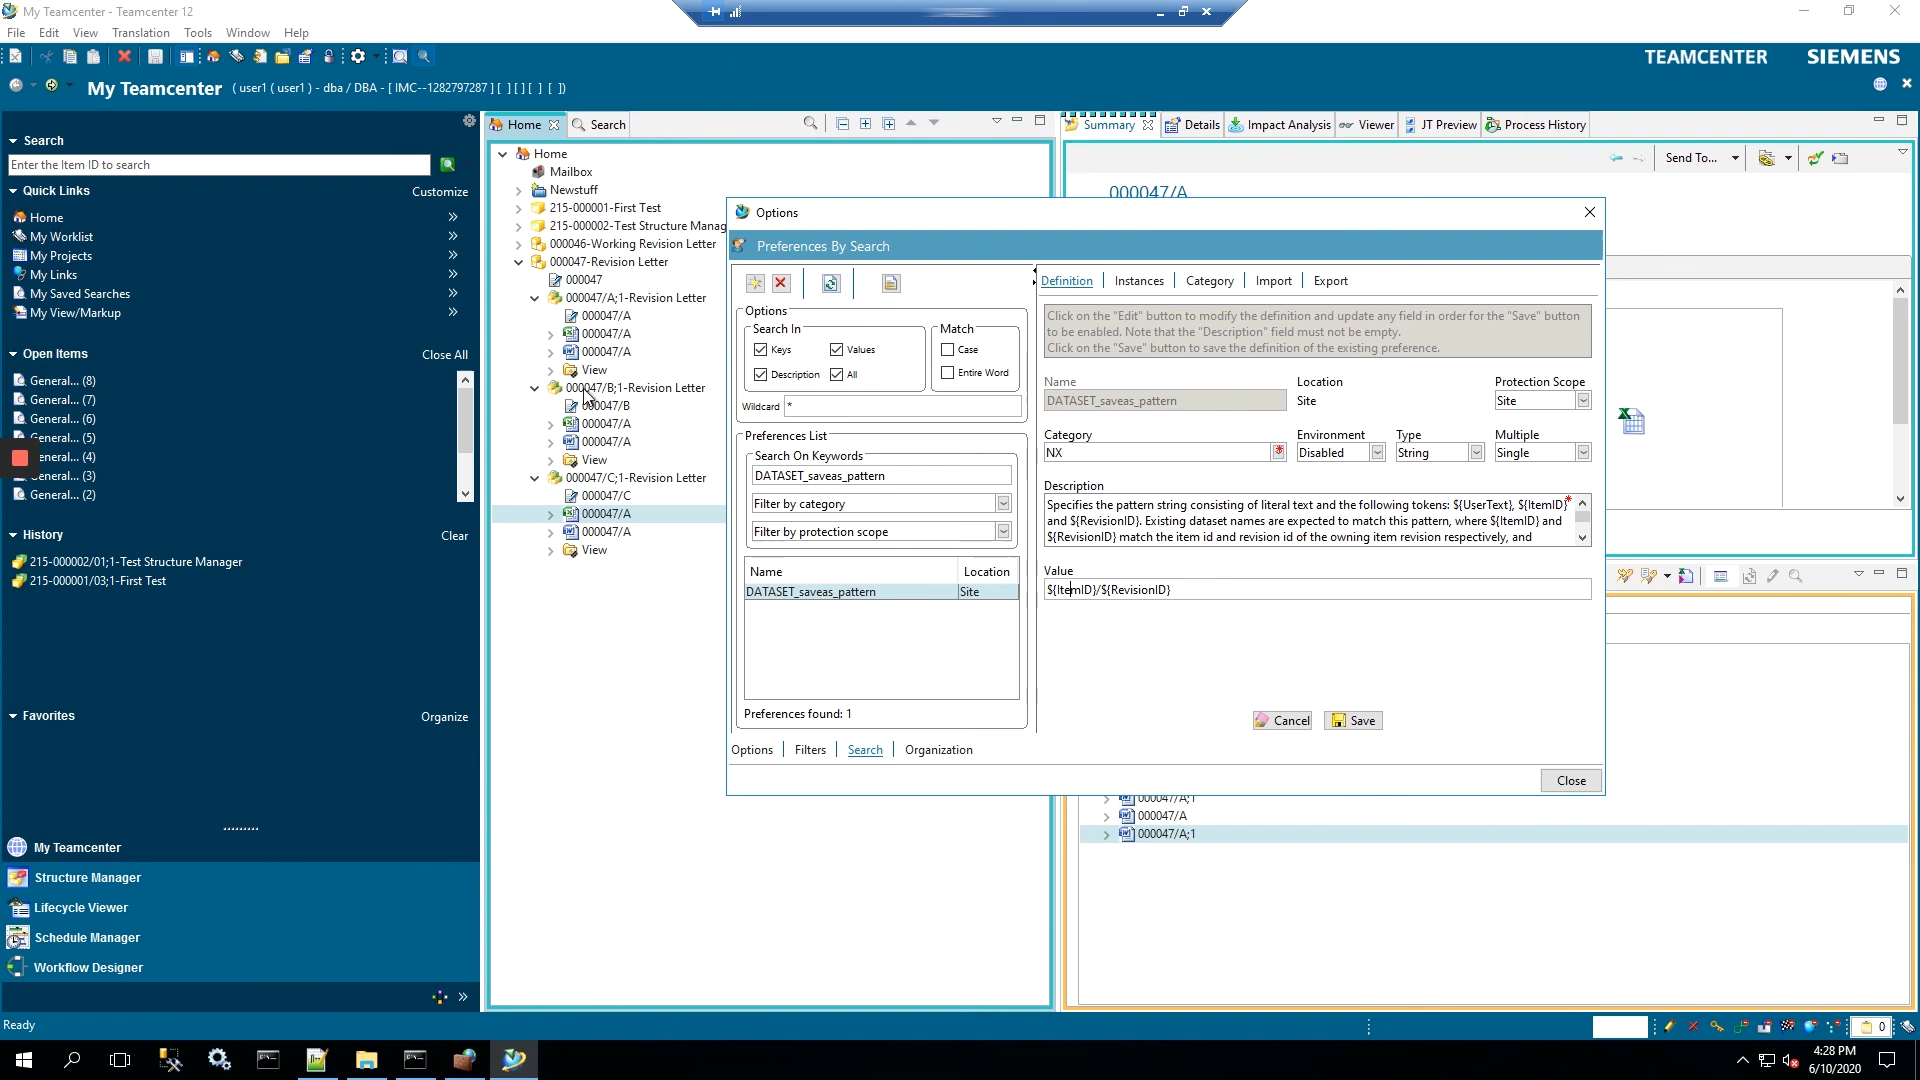 My Teamcenter - Teamcenter 12
File Edit View Translation Tools Window Help
TEAMCENTER SIEMENS
My Teamcenter ( user1 ( user1 ) - dba / DBA - [ IMC--1282797287 ] [ ] [ ] [ ] [ ])
Search
Enter the Item ID to search
Quick Links Customize
Home
My Worklist
My Projects
My Links
My Saved Searches
My View/Markup
Open Items Close All
General... (8)
General... (7)
General... (6)
General... (5)
eneral... (4)
eneral... (3)
General... (2)
History Clear
215-000002/01;1-Test Structure Manager
215-000001/03;1-First Test
Favorites Organize
My Teamcenter
Structure Manager
Lifecycle Viewer
Schedule Manager
Workflow Designer
Ready
Home Search
Home
Mailbox
Newstuff
215-000001-First Test
215-000002-Test Structure Manag
000046-Working Revision Letter
000047-Revision Letter
000047
000047/A;1-Revision Letter
000047/A
000047/A
000047/A
View
000047/B;1-Revision Letter
000047/B
000047/A
000047/A
View
000047/C;1-Revision Letter
000047/C
000047/A
000047/A
View
Summary Details Impact Analysis Viewer JT Preview Process History
Send To...
000047/A
Options
Preferences By Search
Options
Search In
Keys Values
Description All
Match
Case
Entire Word
Wildcard *
Preferences List
Search On Keywords
DATASET_saveas_pattern
Filter by category
Filter by protection scope
Name Location
DATASET_saveas_pattern Site
Preferences found: 1
Options Filters Search Organization
Definition Instances Category Import Export
Click on the "Edit" button to modify the definition and update any field in order for the "Save" button
to be enabled. Note that the "Description" field must not be empty.
Click on the "Save" button to save the definition of the existing preference.
Name Location Protection Scope
DATASET_saveas_pattern Site Site
Category Environment Type Multiple
NX Disabled String Single
Description
Specifies the pattern string consisting of literal text and the following tokens: ${UserText}, ${ItemID}
and ${RevisionID}. Existing dataset names are expected to match this pattern, where ${ItemID} and
${RevisionID} match the item id and revision id of the owning item revision respectively, and
Value
${ItemID}/${RevisionID}
Cancel Save
Close
000047/A;1
000047/A
000047/A;1
0
4:28 PM
6/10/2020